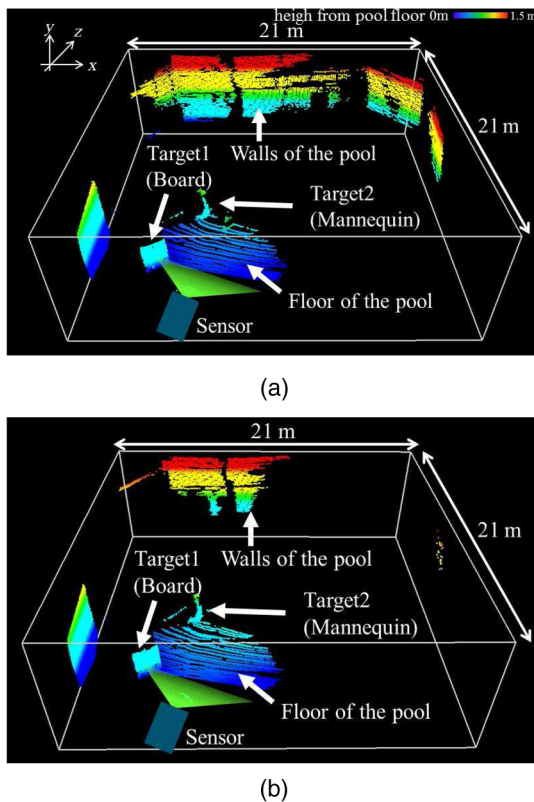 heigh from pool floor 0m 1.5 m
21 m
y
z
x
21 m
Target1
(Board)
Walls of the pool
Target2
(Mannequin)
Floor of the pool
Sensor
(a)
21 m
21 m
Target1
(Board)
Walls of the pool
Target2
(Mannequin)
Floor of the pool
Sensor
(b)